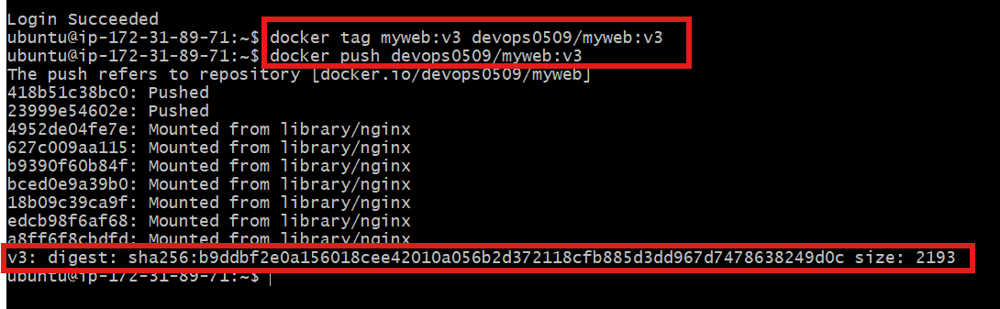 Login Succeeded
ubuntu@ip-172-31-89-71:~$ docker tag myweb:v3 devops0509/myweb:v3
ubuntu@ip-172-31-89-71:~$ docker push devops0509/myweb:v3
The push refers to repository [docker.io/devops0509/myweb]
418b51c38bc0: Pushed
23999e54602e: Pushed
4952de04fe7e: Mounted from library/nginx
627c009aa115: Mounted from library/nginx
b9390f60b84f: Mounted from library/nginx
bced0e9a39b0: Mounted from library/nginx
18b09c39ca9f: Mounted from library/nginx
edcb98f6af68: Mounted from library/nginx
a8ff6f8cbdfd: Mounted from library/nginx
v3: digest: sha256:b9ddbf2e0a156018cee42010a056b2d372118cfb885d3dd967d7478638249d0c size: 2193
ubuntu@ip-172-31-89-71:~$